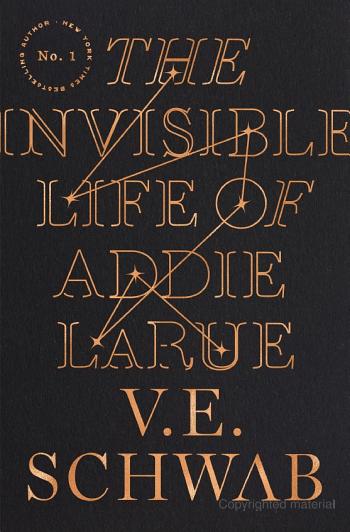 NEW YORK TIMES BESTSELLING AUTHOR ·
No. 1
THE
INVISIBLE
LIFE OF
ADDIE
LARUE
V.E.
SCHWAB
Copyrighted material